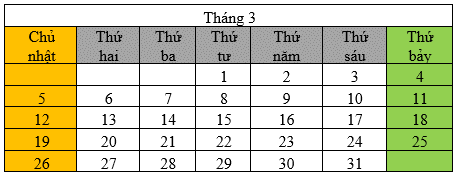 Tháng 3
Chủ nhật Thứ hai Thứ ba Thứ tư Thứ năm Thứ sáu Thứ bảy
1 2 3 4
5 6 7 8 9 10 11
12 13 14 15 16 17 18
19 20 21 22 23 24 25
26 27 28 29 30 31